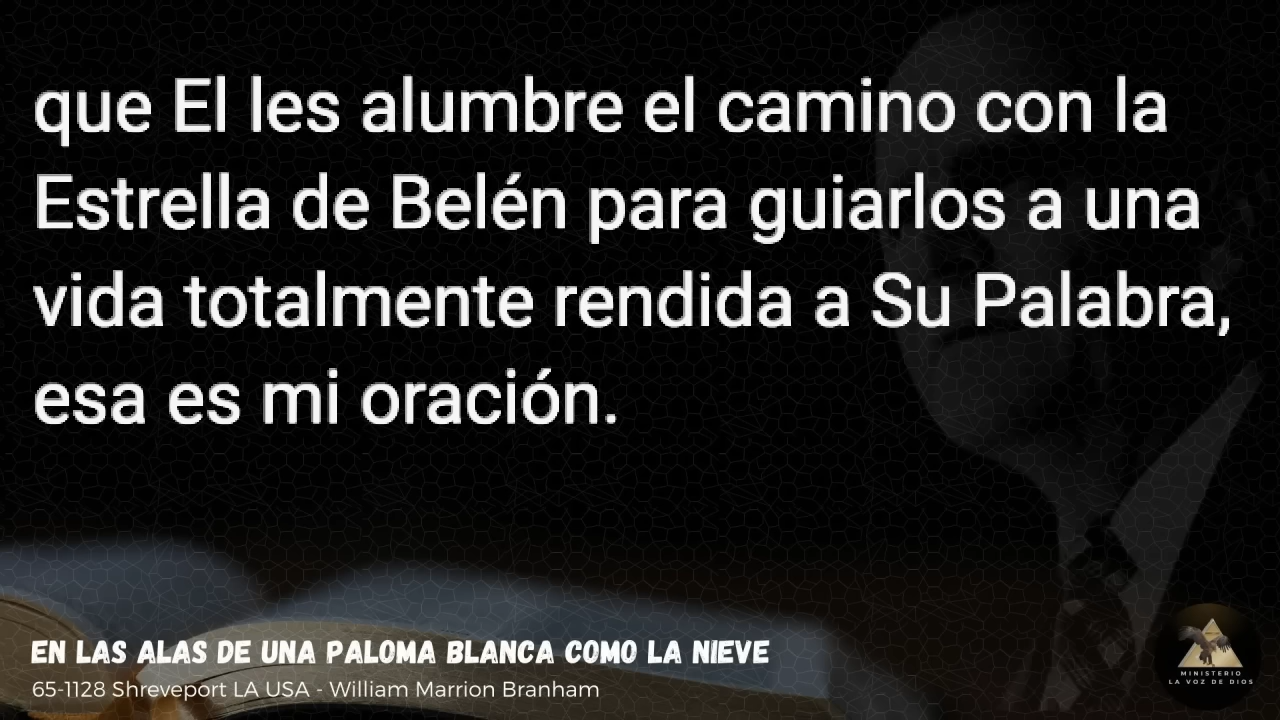 que El les alumbre el camino con la
Estrella de Belén para guiarlos a una
vida totalmente rendida a Su Palabra,
esa es mi oración.
EN LAS ALAS DE UNA PALOMA BLANCA COMO LA NIEVE
65-1128 Shreveport LA USA - William Marrion Branham
MINISTERIO
LA VOZ DE DIOS